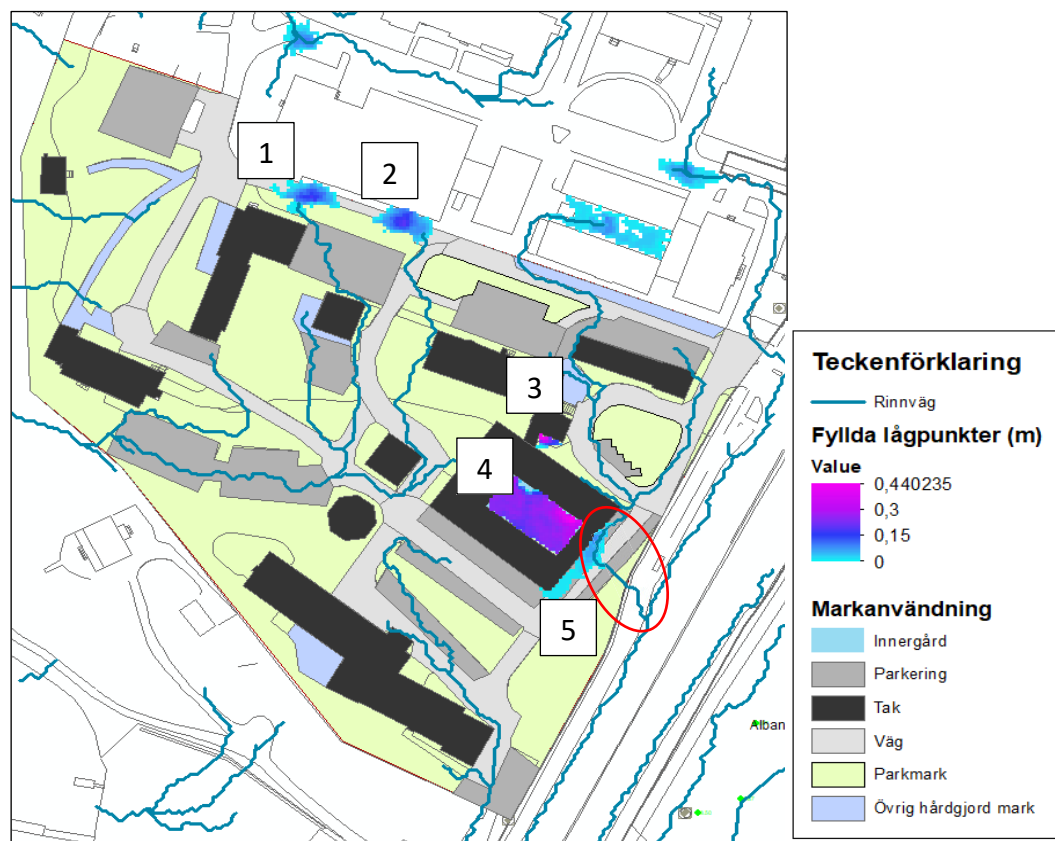 1
2
3
4
5
Alban
Teckenförklaring
Rinnväg
Fyllda lågpunkter (m)
Value
0,440235
0,3
0,15
0
Markanvändning
Innergård
Parkering
Tak
Väg
Parkmark
Övrig hårdgjord mark